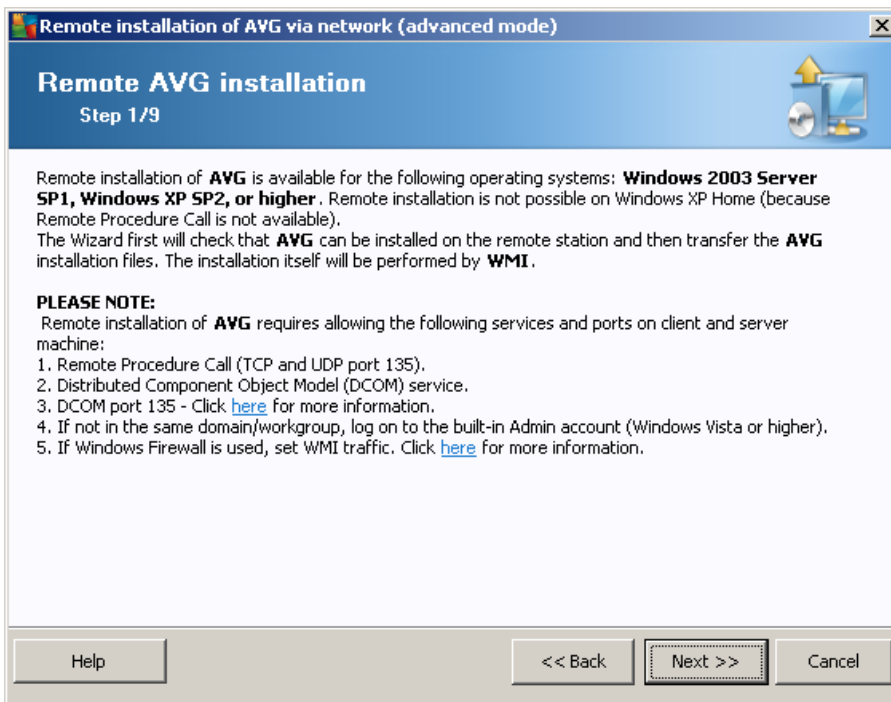 Remote installation of AVG via network (advanced mode)
Remote AVG installation
Step 1/9
Remote installation of AVG is available for the following operating systems: Windows 2003 Server
SP1, Windows XP SP2, or higher. Remote installation is not possible on Windows XP Home (because
Remote Procedure Call is not available).
The Wizard first will check that AVG can be installed on the remote station and then transfer the AVG
installation files. The installation itself will be performed by WMI.
PLEASE NOTE:
Remote installation of AVG requires allowing the following services and ports on client and server
machine:
1. Remote Procedure Call (TCP and UDP port 135).
2. Distributed Component Object Model (DCOM) service.
3. DCOM port 135 - Click here for more information.
4. If not in the same domain/workgroup, log on to the built-in Admin account (Windows Vista or higher).
5. If Windows Firewall is used, set WMI traffic. Click here for more information.
Help
<< Back
Next >>
Cancel